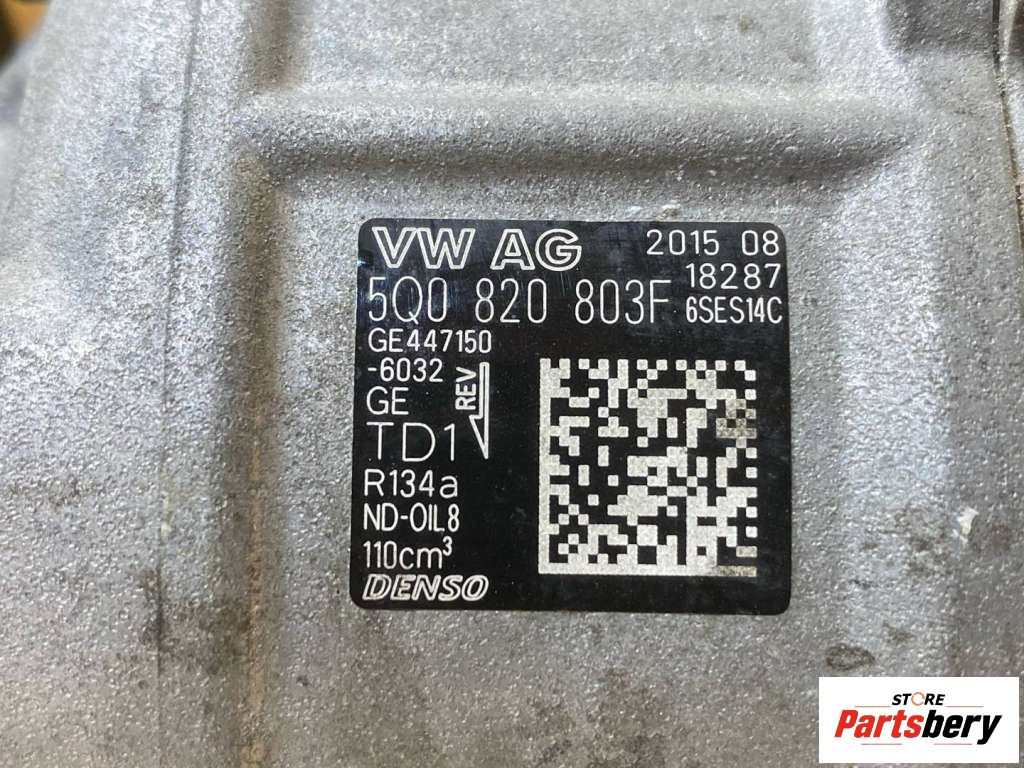 VW AG 2015 08
18287
5Q0 820 803F 6SES14C
GE447150
-6032
REV
GE
TD1
R134a
ND-OIL8
110cm³
DENSO
STORE
Partsbery